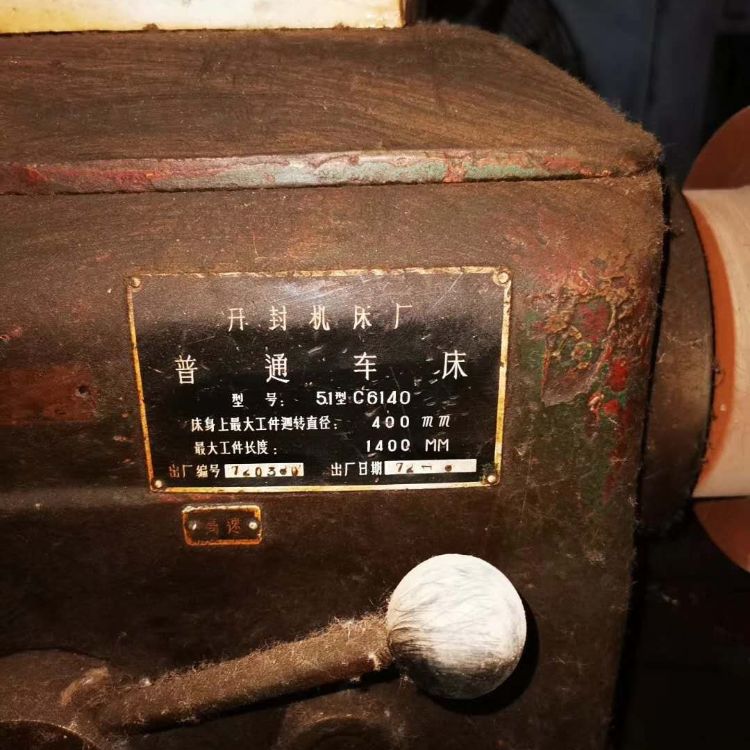 开封机床厂
普通车床
型号: 51型C6140
床身上最大工件迴转直径: 400 mm
最大工件长度: 1400 MM
出厂编号 出厂日期